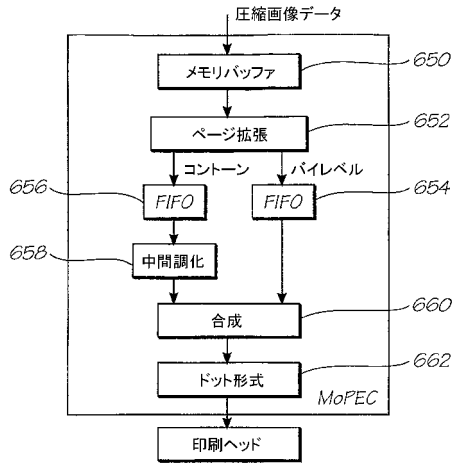 圧縮画像データ
メモリバッファ
650
ページ拡張
652
コントーン
バイレベル
656
FIFO
FIFO
654
658
中間調化
合成
660
ドット形式
662
MoPEC
印刷ヘッド